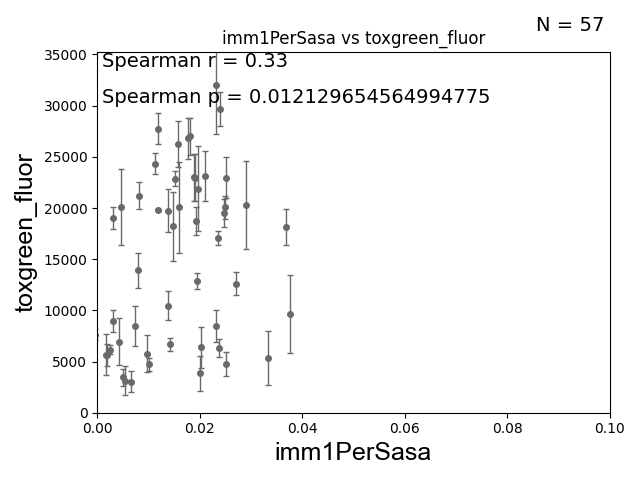 N = 57
imm1PerSasa vs toxgreen_fluor
Spearman r = 0.33
Spearman p = 0.012129654564994775
35000
30000
25000
20000
15000
10000
5000
0
toxgreen_fluor
0.00 0.02 0.04 0.06 0.08 0.10
imm1PerSasa